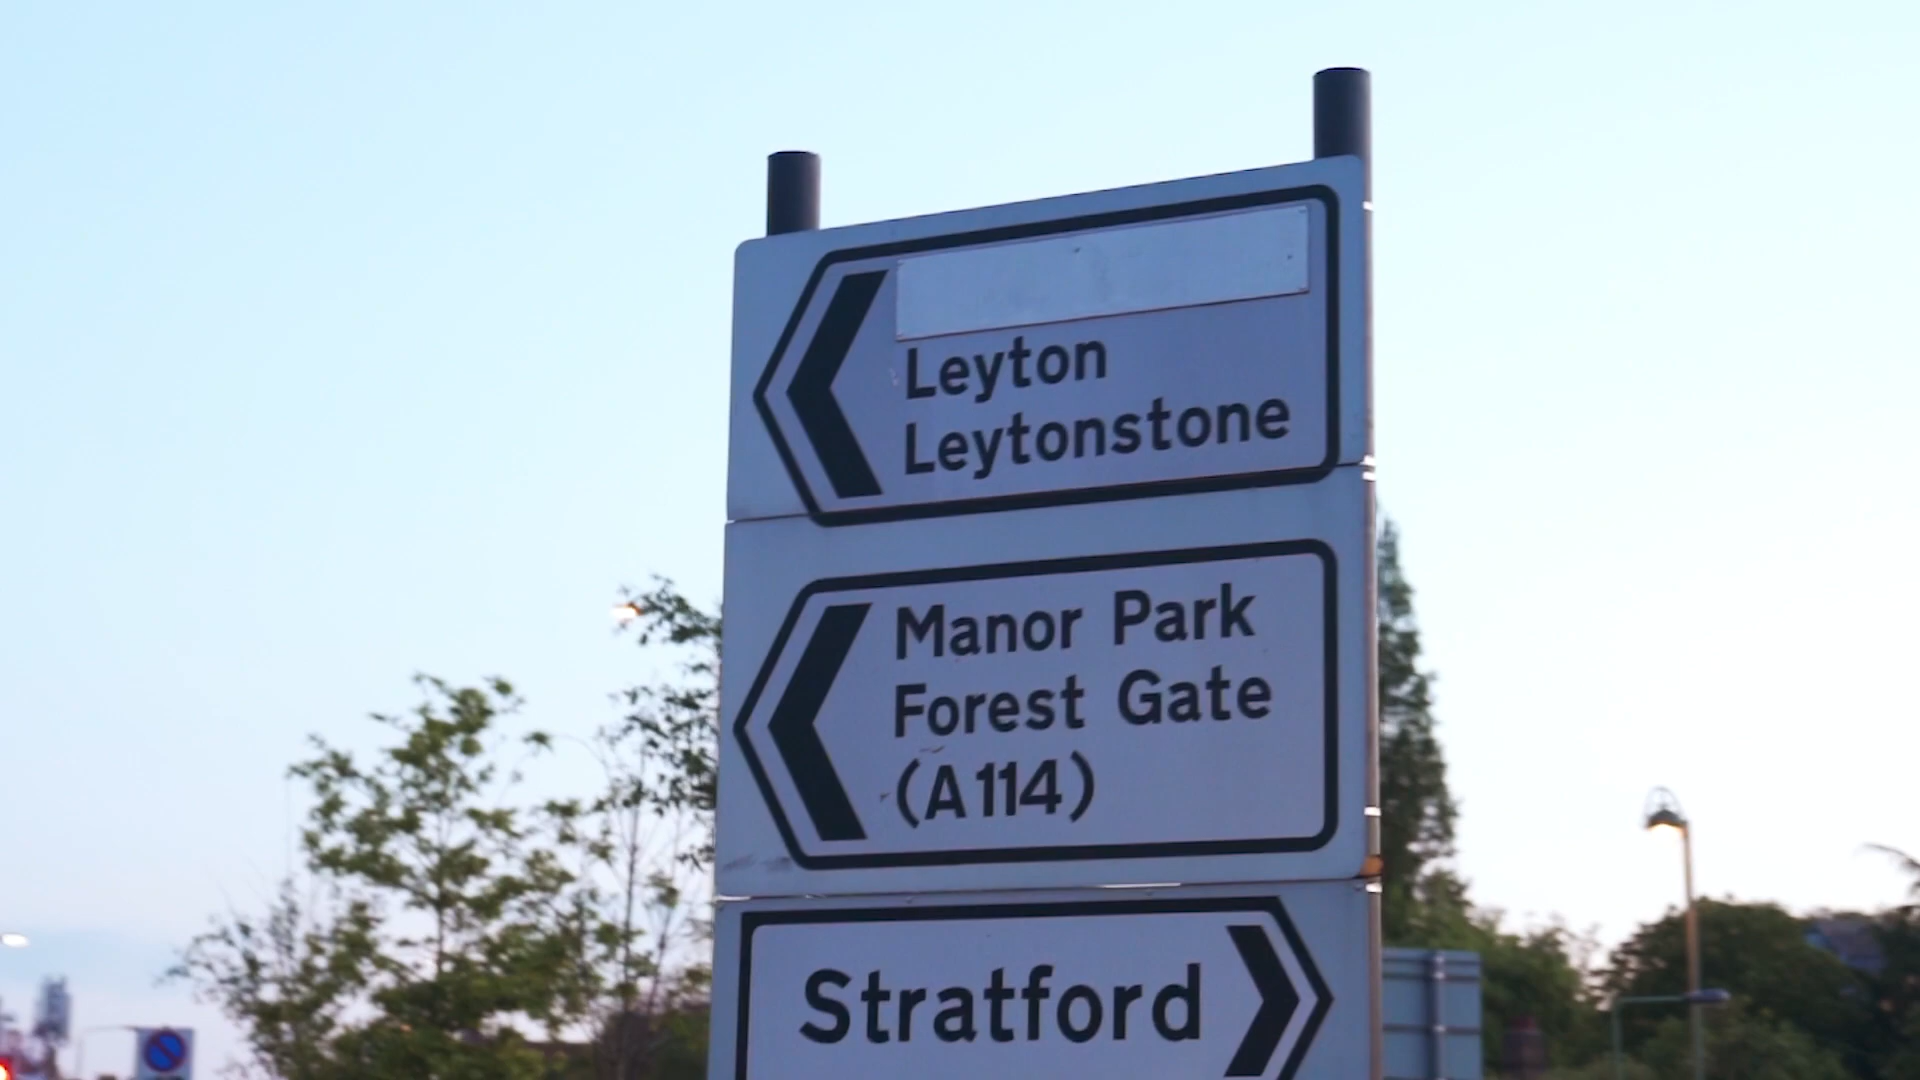 Leyton
Leytonstone
Manor Park
Forest Gate
(A114)
Stratford